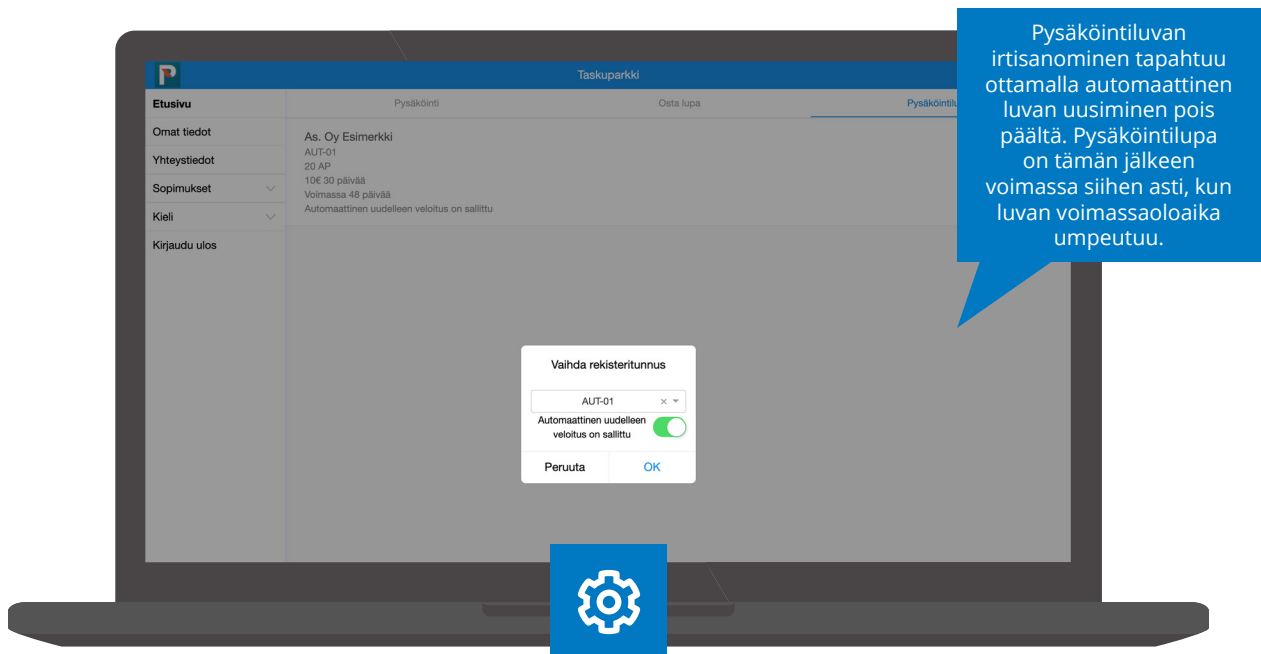 Pysäköintiluvan
irtisanominen tapahtuu
ottamalla automaattinen
luvan uusiminen pois
päältä. Pysäköintilupa
on tämän jälkeen
voimassa siihen asti, kun
luvan voimassaoloaika
umpeutuu.
P
Taskuparkki
Etusivu
Omat tiedot
Yhteystiedot
Sopimukset
Kieli
Kirjaudu ulos
Pysäköinti
Osta lupa
Pysäköintilu
As. Oy Esimerkki
AUT-01
20 AP
10€ 30 päivää
Voimassa 48 päivää
Automaattinen uudelleen veloitus on sallittu
Vaihda rekisteritunnus
AUT-01
Automaattinen uudelleen
veloitus on sallittu
Peruuta
OK